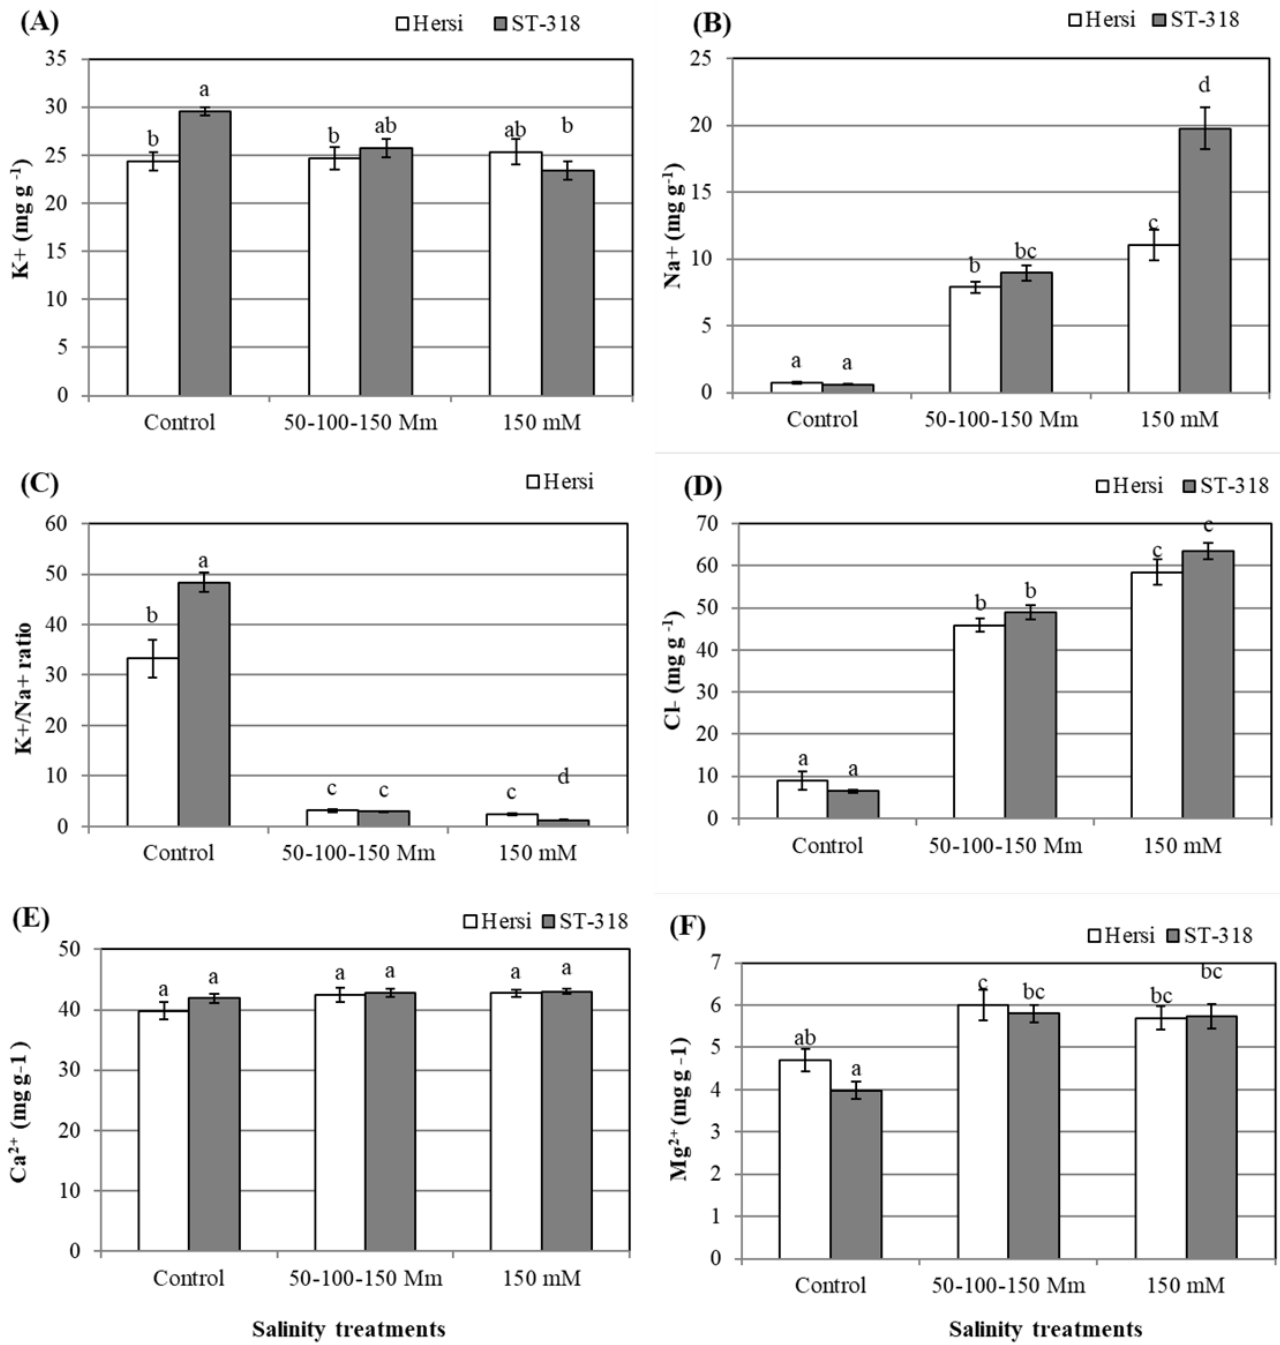 (A)
Hersi ST-318
K+ (mg g -1)
35
30
25
20
15
10
5
0
b a b ab ab b
Control 50-100-150 Mm 150 mM
(B)
Hersi ST-318
Na+ (mg g-1)
25
20
15
10
5
0
a a b bc c d
Control 50-100-150 Mm 150 mM
(C)
Hersi
K+/Na+ ratio
60
50
40
30
20
10
0
b a c c c d
Control 50-100-150 Mm 150 mM
(D)
Hersi ST-318
Cl- (mg g -1)
70
60
50
40
30
20
10
0
a a b b c c
Control 50-100-150 Mm 150 mM
(E)
Hersi ST-318
Ca2+ (mg g-1 )
50
40
30
20
10
0
a a a a a a
Control 50-100-150 Mm 150 mM
Salinity treatments
(F)
Hersi ST-318
Mg2+ (mg g -1)
7
6
5
4
3
2
1
0
ab a c bc bc bc
Control 50-100-150 Mm 150 mM
Salinity treatments